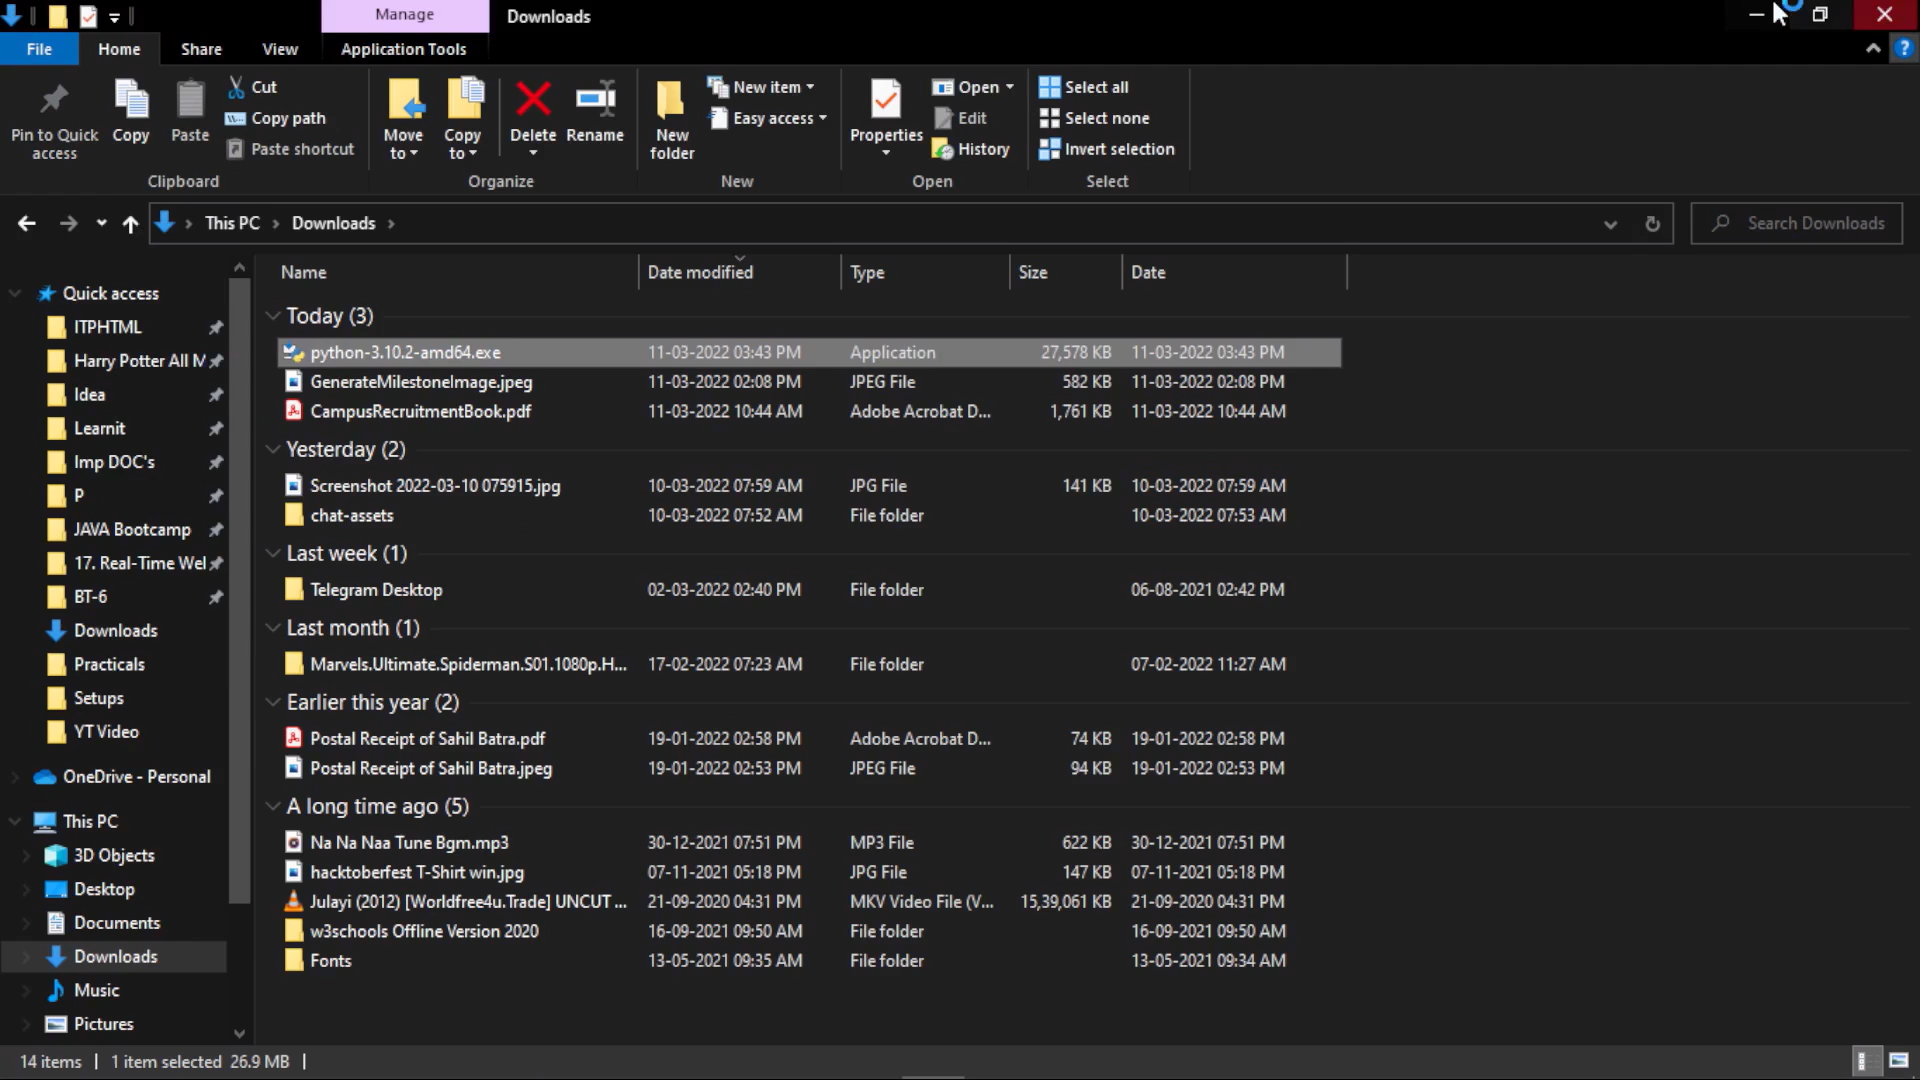 Manage
Downloads
File
Home
Share
View
Application Tools
Pin to Quick
access
Copy
Paste
Cut
Copy path
Paste shortcut
Clipboard
Move
to
Copy
to
Delete
Rename
Organize
New
folder
New item
Easy access
New
Properties
Open
Edit
History
Open
Select all
Select none
Invert selection
Select
This PC
Downloads
Search Downloads
Quick access
ITPHTML
Harry Potter All M
Idea
Learnit
Imp DOC's
P
JAVA Bootcamp
17. Real-Time Wel
BT-6
Downloads
Practicals
Setups
YT Video
OneDrive - Personal
This PC
3D Objects
Desktop
Documents
Downloads
Music
Pictures
Name Date modified Type Size Date
Today (3)
python-3.10.2-amd64.exe 11-03-2022 03:43 PM Application 27,578 KB 11-03-2022 03:43 PM
GenerateMilestoneImage.jpeg 11-03-2022 02:08 PM JPEG File 582 KB 11-03-2022 02:08 PM
CampusRecruitmentBook.pdf 11-03-2022 10:44 AM Adobe Acrobat D... 1,761 KB 11-03-2022 10:44 AM
Yesterday (2)
Screenshot 2022-03-10 075915.jpg 10-03-2022 07:59 AM JPG File 141 KB 10-03-2022 07:59 AM
chat-assets 10-03-2022 07:52 AM File folder 10-03-2022 07:53 AM
Last week (1)
Telegram Desktop 02-03-2022 02:40 PM File folder 06-08-2021 02:42 PM
Last month (1)
Marvels.Ultimate.Spiderman.S01.1080p.H... 17-02-2022 07:23 AM File folder 07-02-2022 11:27 AM
Earlier this year (2)
Postal Receipt of Sahil Batra.pdf 19-01-2022 02:58 PM Adobe Acrobat D... 74 KB 19-01-2022 02:58 PM
Postal Receipt of Sahil Batra.jpeg 19-01-2022 02:53 PM JPEG File 94 KB 19-01-2022 02:53 PM
A long time ago (5)
Na Na Naa Tune Bgm.mp3 30-12-2021 07:51 PM MP3 File 622 KB 30-12-2021 07:51 PM
hacktoberfest T-Shirt win.jpg 07-11-2021 05:18 PM JPG File 147 KB 07-11-2021 05:18 PM
Julayi (2012) [Worldfree4u.Trade] UNCUT ... 21-09-2020 04:31 PM MKV Video File (V... 15,39,061 KB 21-09-2020 04:31 PM
w3schools Offline Version 2020 16-09-2021 09:50 AM File folder 16-09-2021 09:50 AM
Fonts 13-05-2021 09:35 AM File folder 13-05-2021 09:34 AM
14 items
1 item selected 26.9 MB